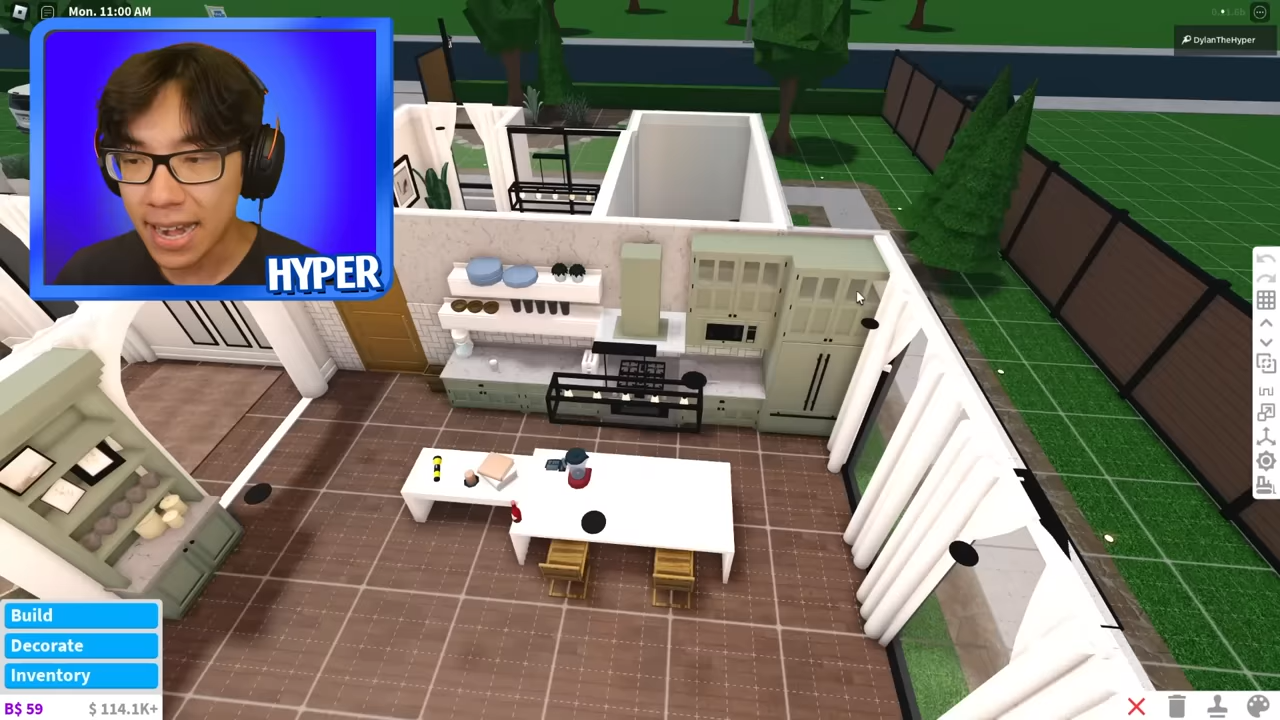 Mon. 11:00 AM
DylanTheHyper
HYPER
Build
Decorate
Inventory
B$ 59
$ 114.1K+